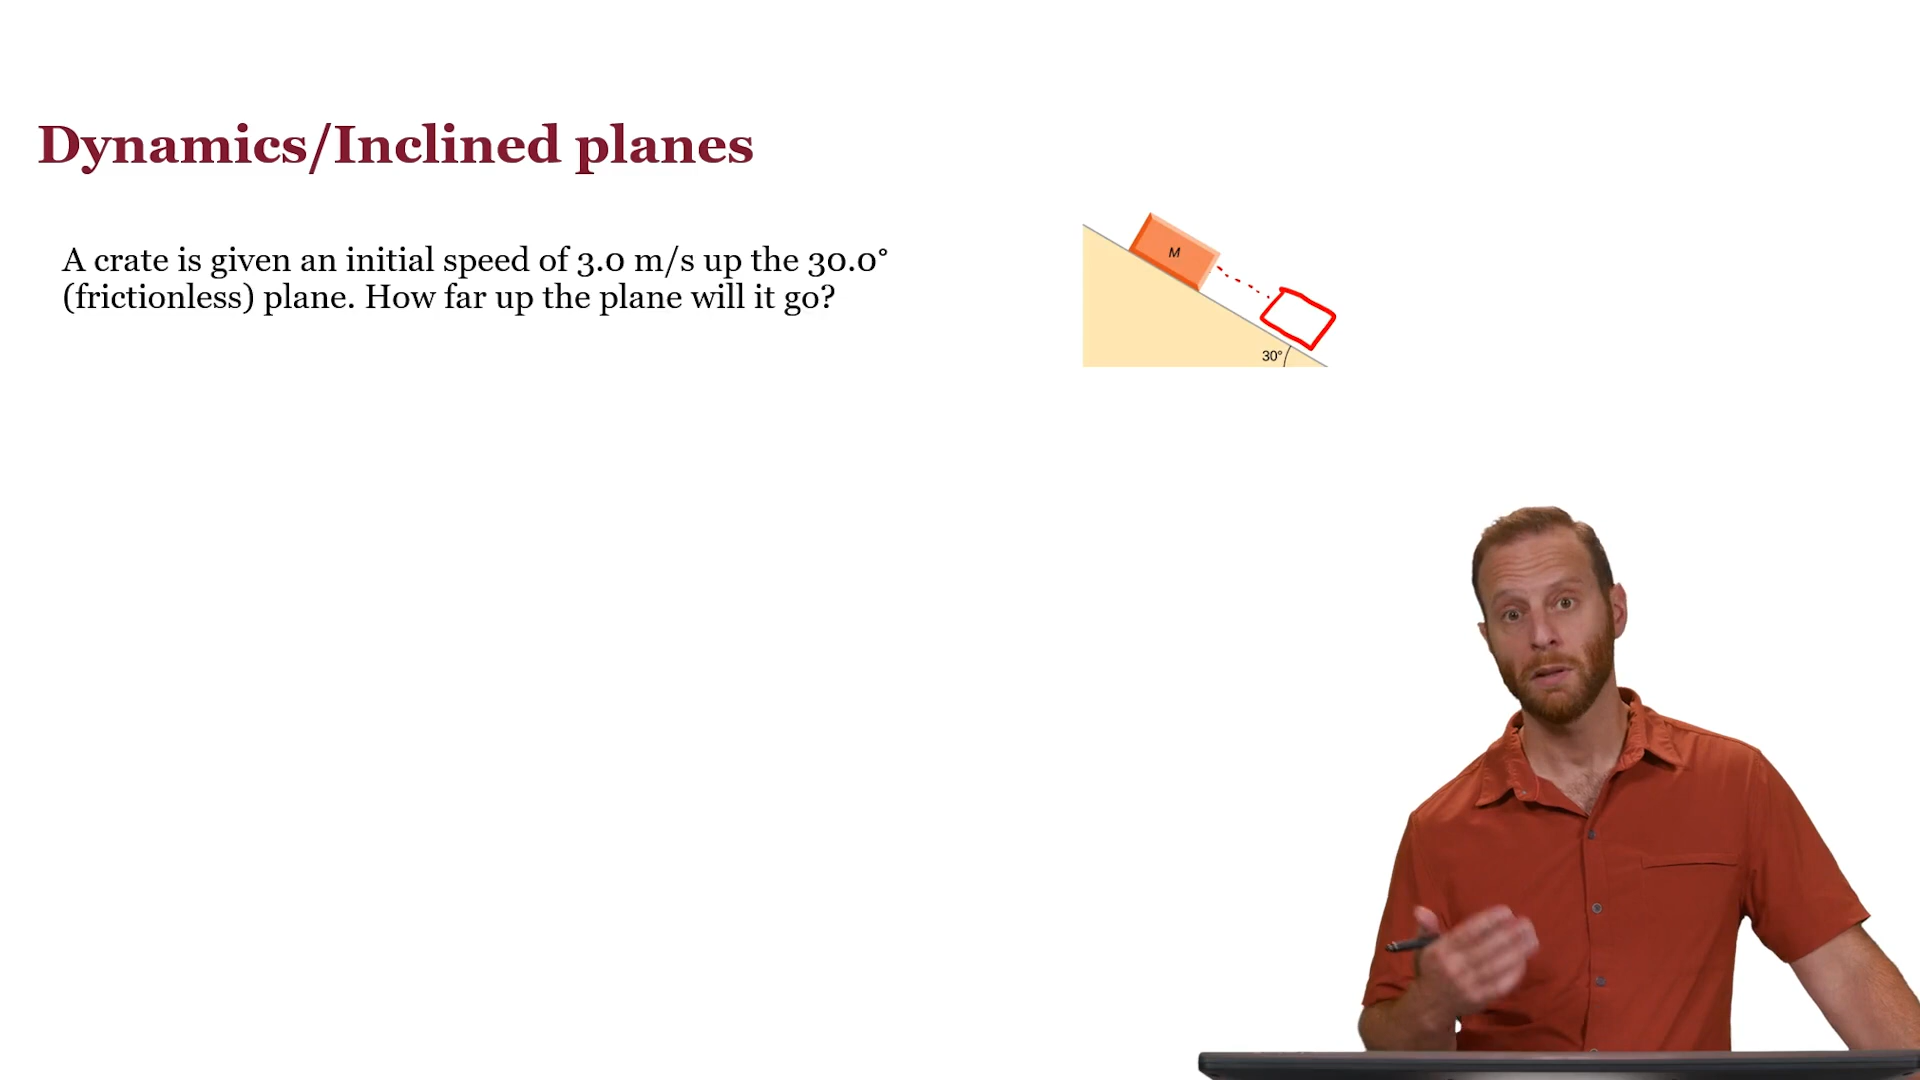 Dynamics/Inclined planes
A crate is given an initial speed of 3.0 m/s up the 30.0°
(frictionless) plane. How far up the plane will it go?
M
30°